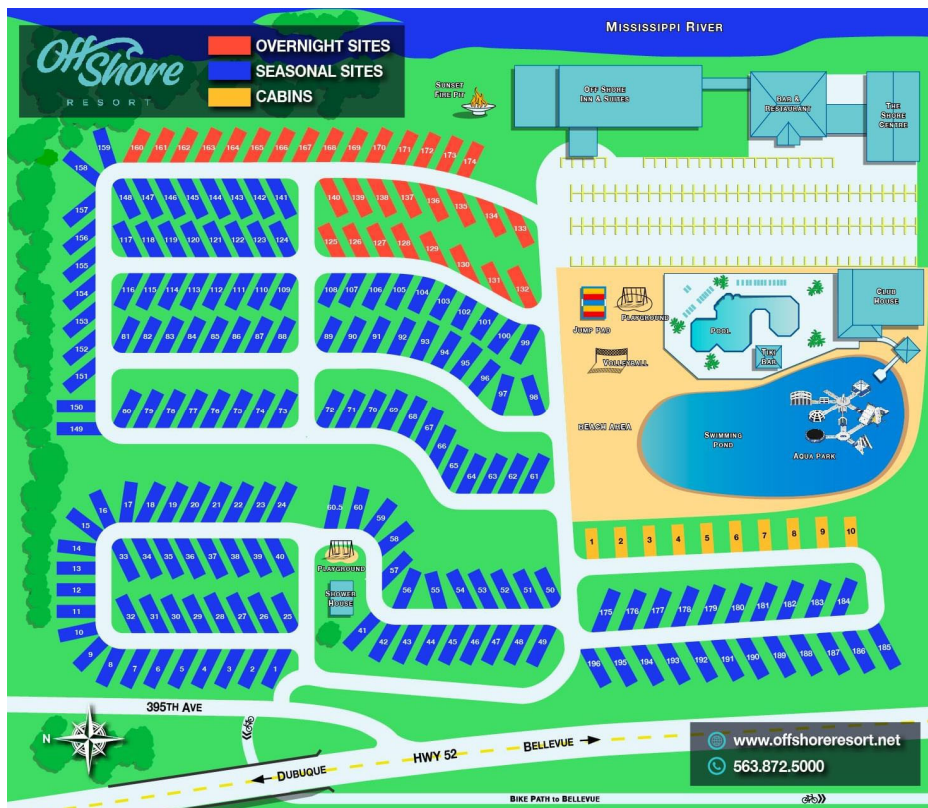 MISSISSIPPI RIVER
Off Shore
RESORT
OVERNIGHT SITES
SEASONAL SITES
CABINS
SUNSET
FIRE PIT
OFF SHORE
INN & SUITES
BAR &
RESTAURANT
THE
SHORE
CENTRE
159
160 161 162 163 164 165 166 167 168 169 170 171 172 173 174
158
157
156
155
154
153
152
151
150
149
148 147 146 145 144 143 142 141
117 118 119 120 121 122 123 124
140 139 138 137 136 135 134 133
125 126 127 128 129 130 131 132
116 115 114 113 112 111 110 109
81 82 83 84 85 86 87 88
108 107 106 105 104 103 102 101 100 99
89 90 91 92 93 94 95 96 97 98
80 79 78 77 76 75 74 73
72 71 70 69 68 67 66 65 64 63 62 61
JUMP PAD
PLAYGROUND
VOLLEYBALL
POOL
TIKI
BAR
CLUB
HOUSE
BEACH AREA
SWIMMING
POND
AQUA PARK
1 2 3 4 5 6 7 8 9 10
17 18 19 20 21 22 23 24
16
15
14
13
12
11
10
9
8 7 6 5 4 3 2 1
33 34 35 36 37 38 39 40
32 31 30 29 28 27 26 25
60.5 60 59 58 57
PLAYGROUND
SHOWER
HOUSE
56 55 54 53 52 51 50
41 42 43 44 45 46 47 48 49
175 176 177 178 179 180 181 182 183 184
196 195 194 193 192 191 190 189 188 187 186 185
395TH AVE
N
DUBUQUE
HWY 52
BELLEVUE
www.offshoreresort.net
563.872.5000
BIKE PATH TO BELLEVUE